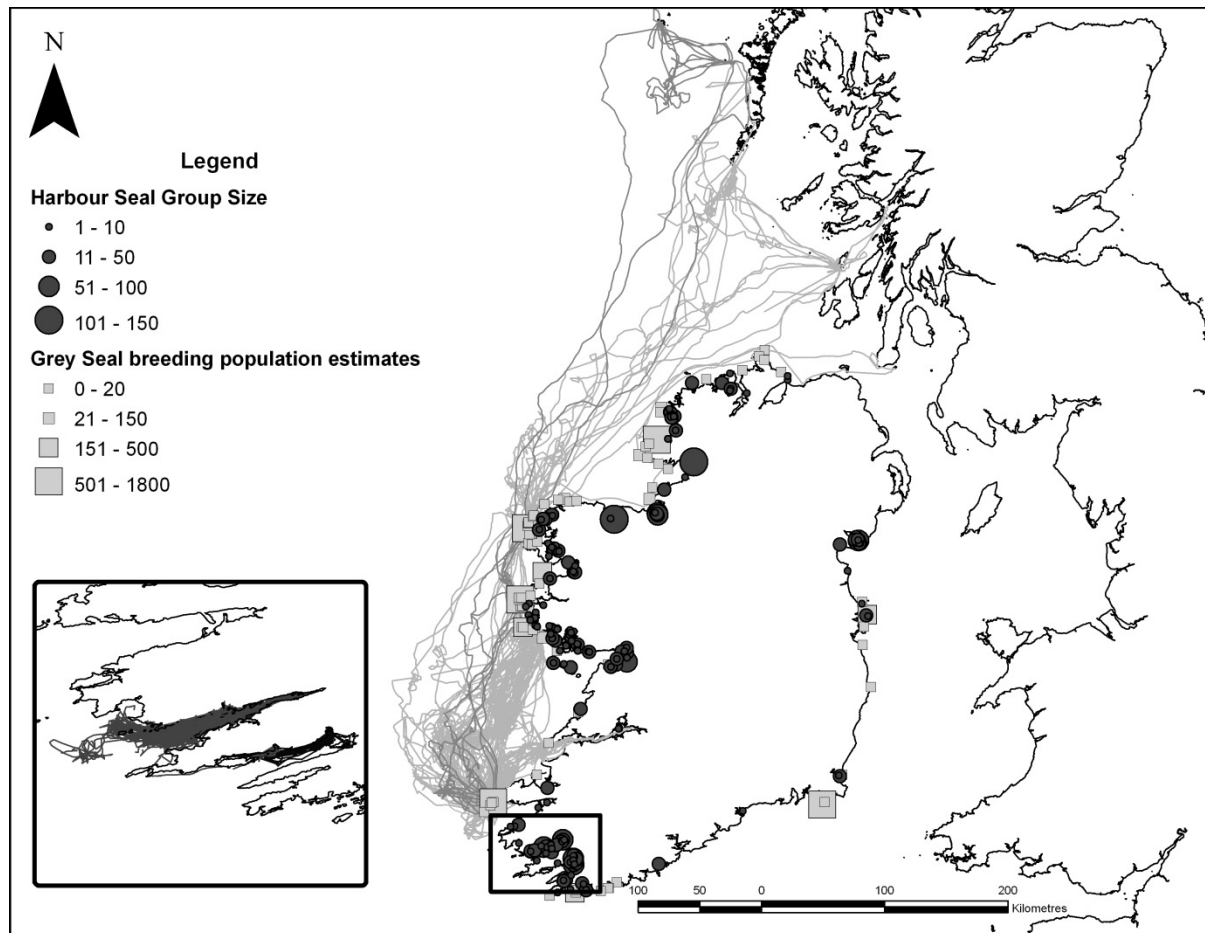 N
Legend
Harbour Seal Group Size
1 - 10
11 - 50
51 - 100
101 - 150
Grey Seal breeding population estimates
0 - 20
21 - 150
151 - 500
501 - 1800
100 50 0 100 200
Kilometres